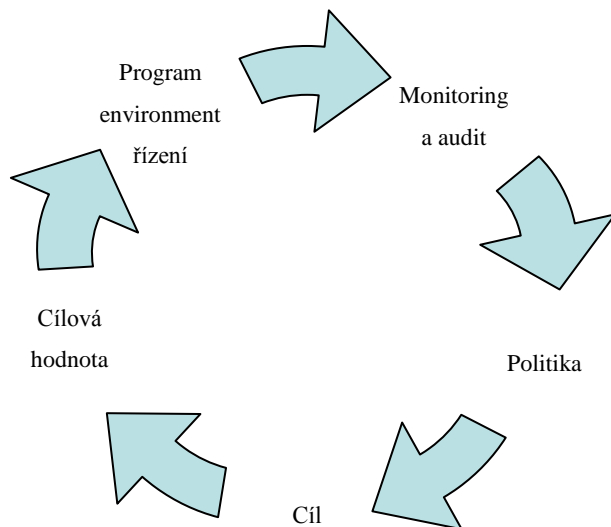 Program
environment
řízení
Monitoring
a audit
Cílová
hodnota
Politika
Cíl